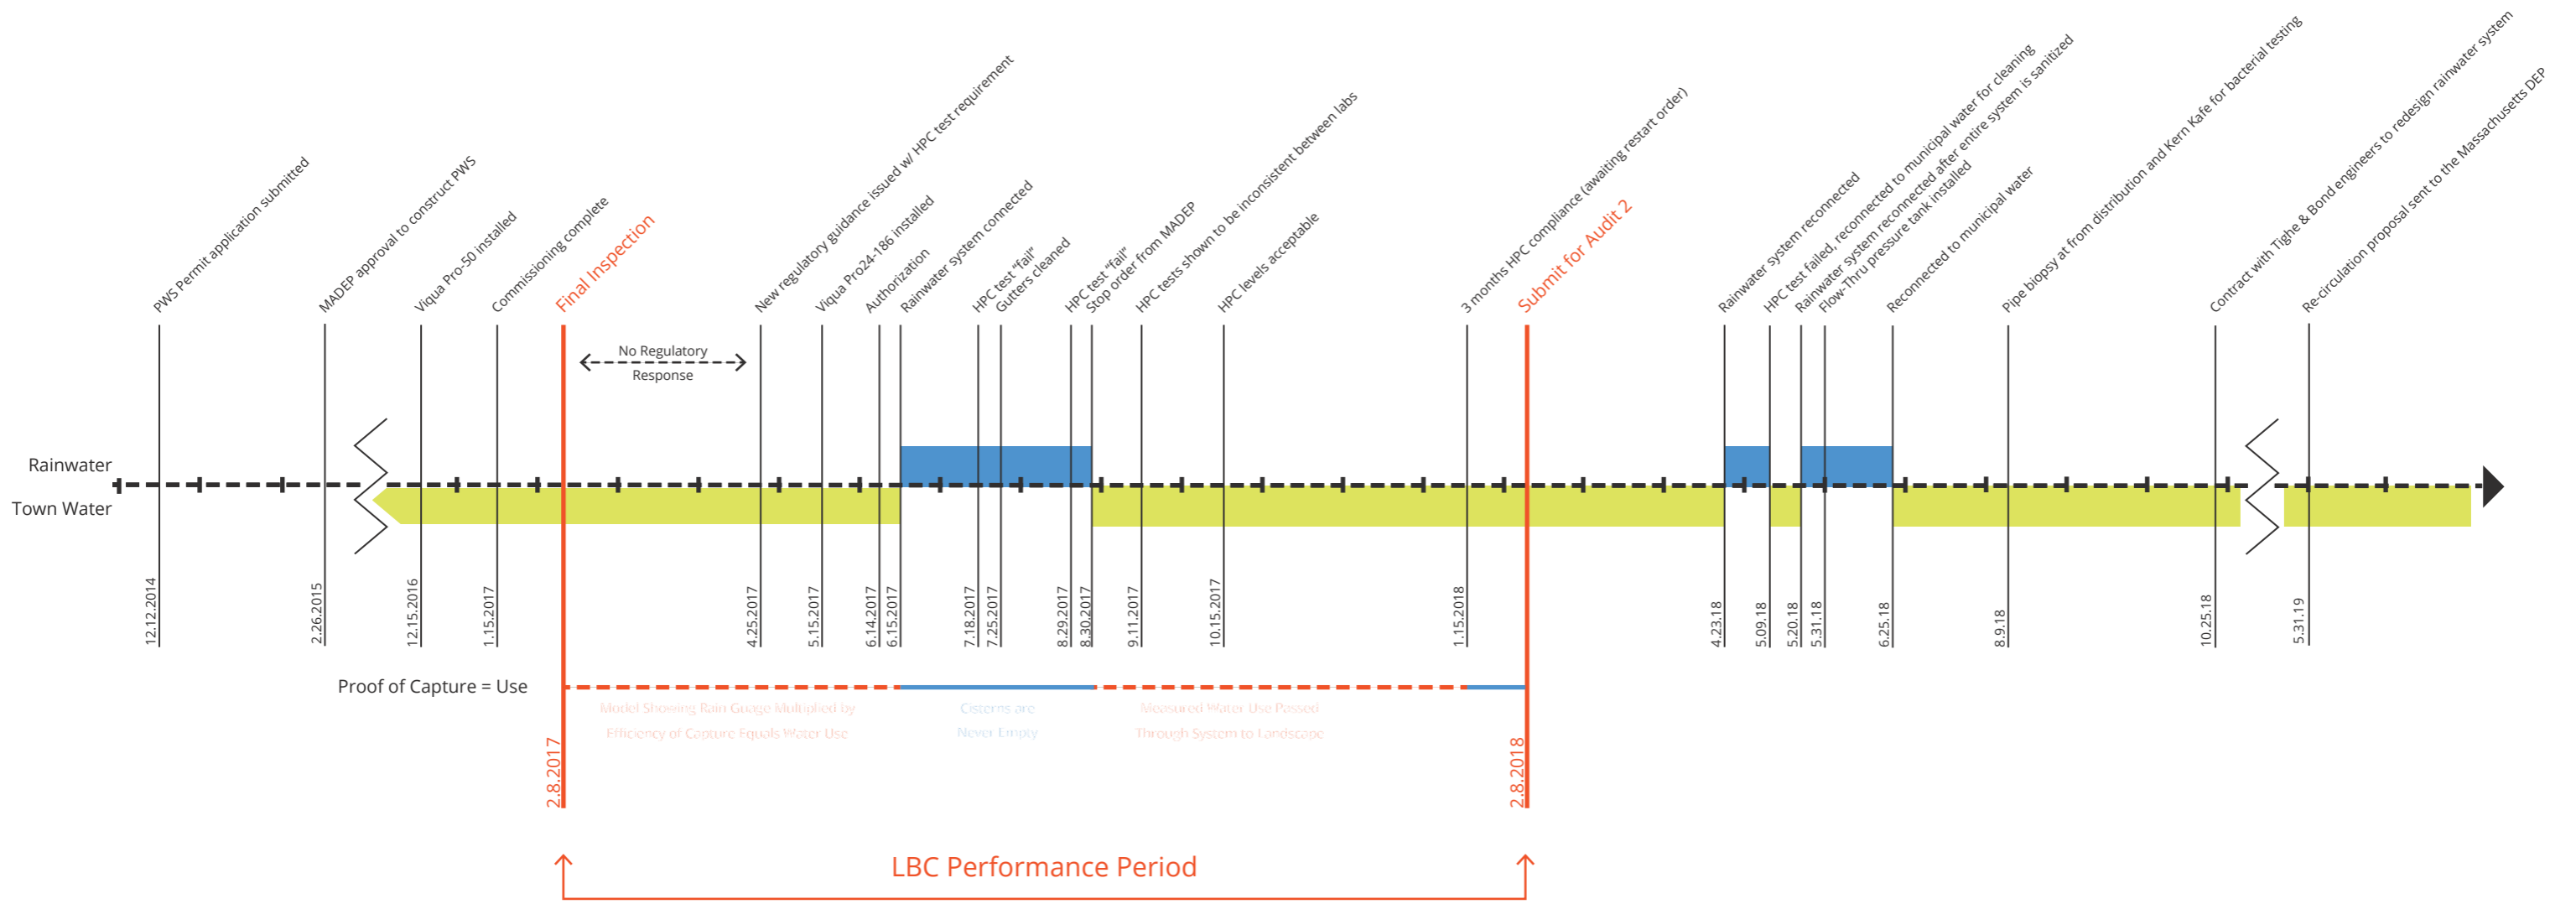 PWS Permit application submitted
MADEP approval to construct PWS
Viqua Pro-50 installed
Commissioning complete
Final Inspection
New regulatory guidance issued w/ HPC test requirement
Viqua Pro24-186 installed
Authorization
Rainwater system connected
HPC test "fail"
Gutters cleaned
HPC test "fail"
Stop order from MADEP
HPC tests shown to be inconsistent between labs
HPC levels acceptable
3 months HPC compliance (awaiting restart order)
Submit for Audit 2
Rainwater system reconnected
HPC test failed, reconnected to municipal water for cleaning
Rainwater system reconnected after entire system is sanitized
Flow-Thru pressure tank installed
Reconnected to municipal water
Pipe biopsy at from distribution and Kern Kafe for bacterial testing
Contract with Tighe & Bond engineers to redesign rainwater system
Re-circulation proposal sent to the Massachusetts DEP
No Regulatory
Response
Rainwater
Town Water
12.12.2014
2.26.2015
12.15.2016
1.15.2017
4.25.2017
5.15.2017
6.14.2017
6.15.2017
7.18.2017
7.25.2017
8.29.2017
8.30.2017
9.11.2017
10.15.2017
1.15.2018
4.23.18
5.09.18
5.20.18
5.31.18
6.25.18
8.9.18
10.25.18
5.31.19
Proof of Capture = Use
Model Showing Rain Guage Multiplied by
Efficiency of Capture Equals Water Use
Cisterns are
Never Empty
Measured Water Use Passed
Through System to Landscape
2.8.2017
2.8.2018
LBC Performance Period